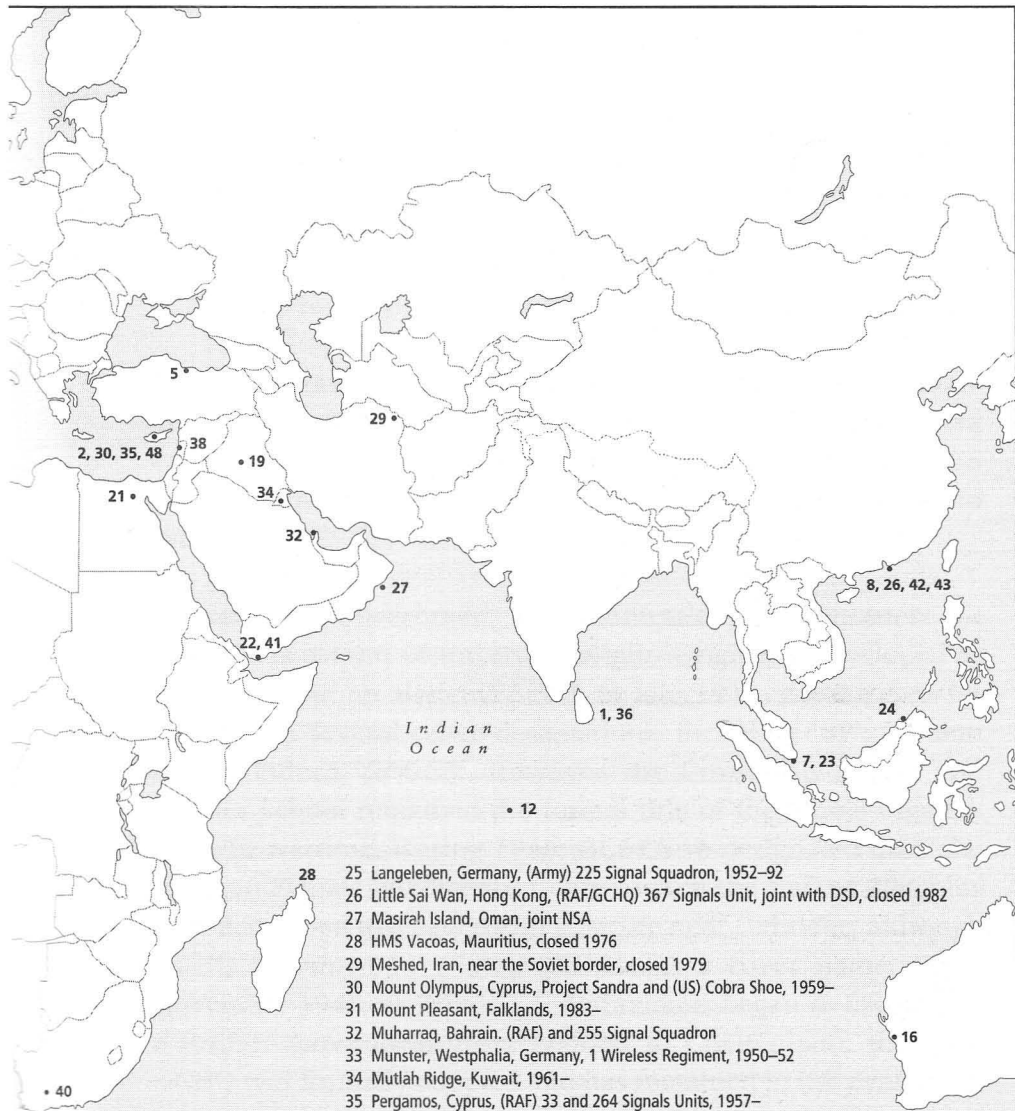 5
29
38
2, 30, 35, 48
19
21
34
32
27
8, 26, 42, 43
22, 41
24
1, 36
Indian
Ocean
7, 23
12
28
25 Langeleben, Germany, (Army) 225 Signal Squadron, 1952–92
26 Little Sai Wan, Hong Kong, (RAF/GCHQ) 367 Signals Unit, joint with DSD, closed 1982
27 Masirah Island, Oman, joint NSA
28 HMS Vacoas, Mauritius, closed 1976
29 Meshed, Iran, near the Soviet border, closed 1979
30 Mount Olympus, Cyprus, Project Sandra and (US) Cobra Shoe, 1959–
31 Mount Pleasant, Falklands, 1983–
32 Muharraq, Bahrain. (RAF) and 255 Signal Squadron
33 Munster, Westphalia, Germany, 1 Wireless Regiment, 1950–52
34 Mutlah Ridge, Kuwait, 1961–
35 Pergamos, Cyprus, (RAF) 33 and 264 Signals Units, 1957–
16
40